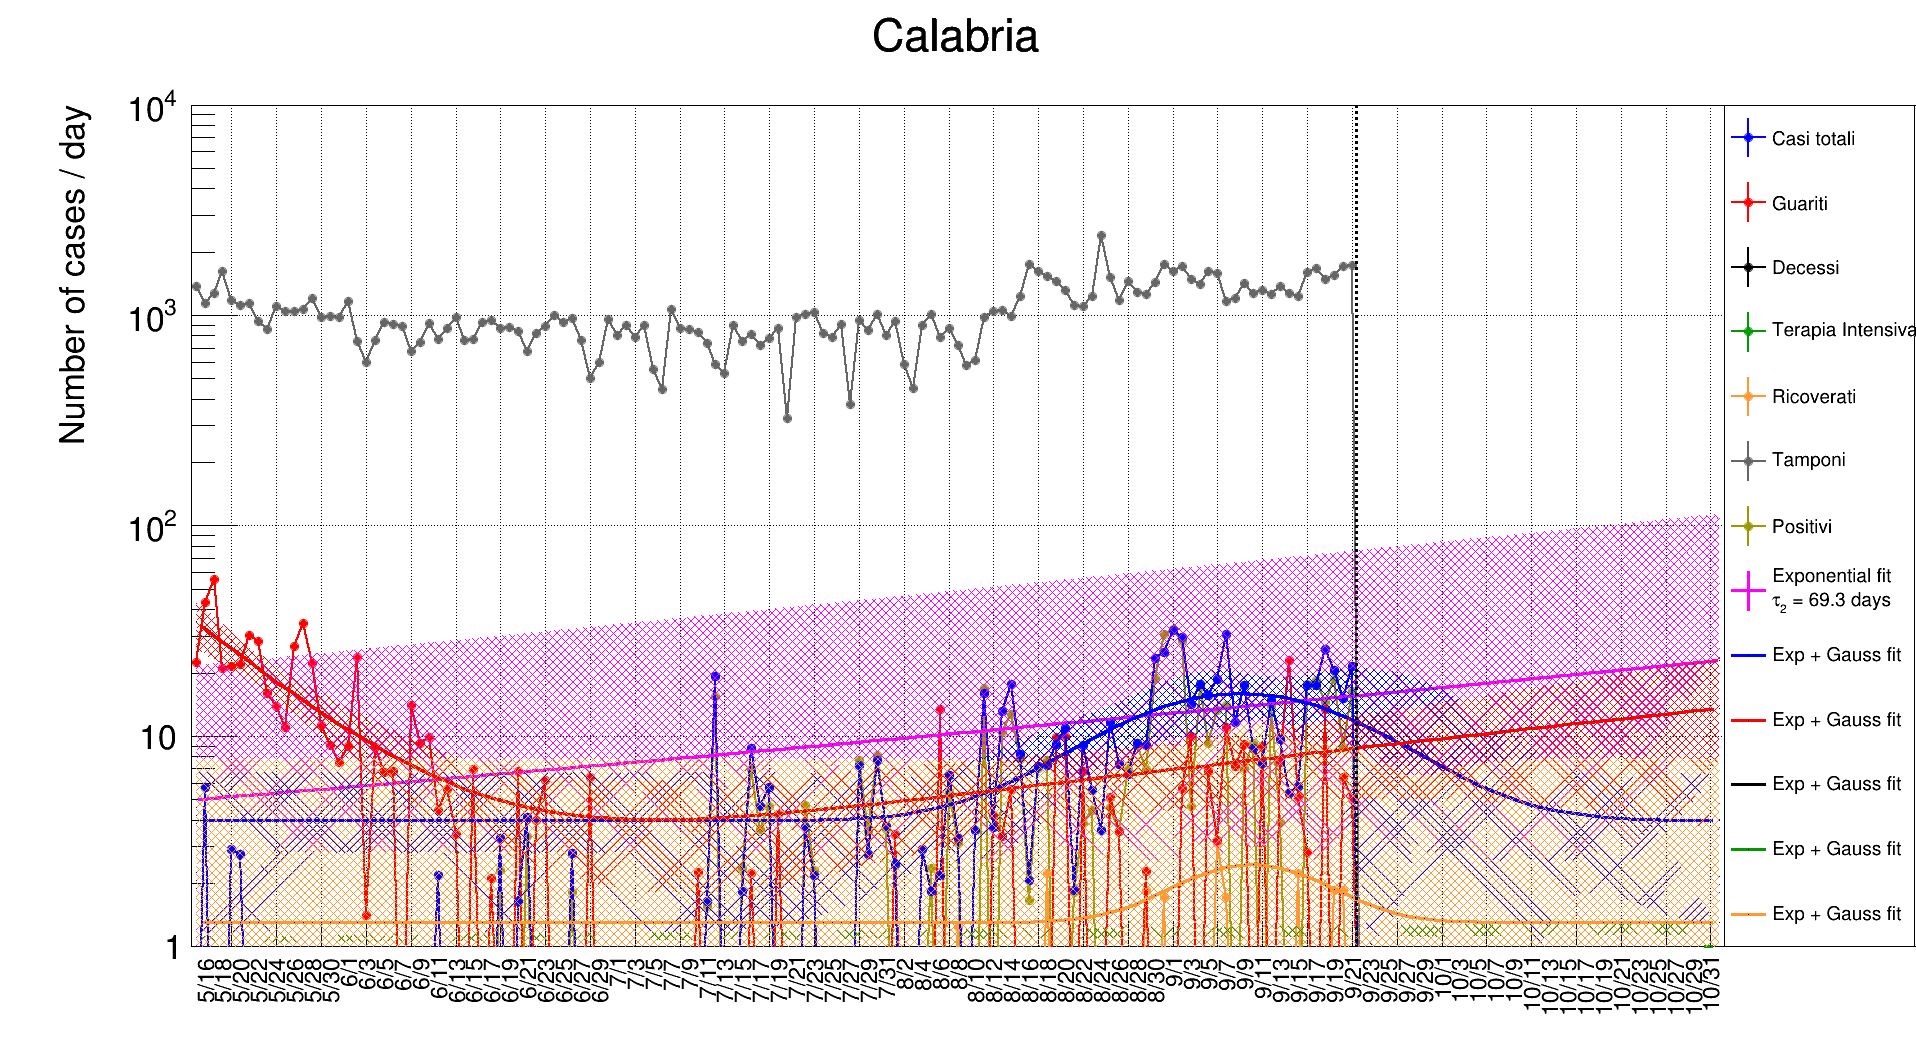 Calabria
Number of cases / day
10^4
10^3
10^2
10
1
5/16 5/18 5/20 5/22 5/24 5/26 5/28 5/30 6/1 6/3 6/5 6/7 6/9 6/11 6/13 6/15 6/17 6/19 6/21 6/23 6/25 6/27 6/29 7/1 7/3 7/5 7/7 7/9 7/11 7/13 7/15 7/17 7/19 7/21 7/23 7/25 7/27 7/29 7/31 8/2 8/4 8/6 8/8 8/10 8/12 8/14 8/16 8/18 8/20 8/22 8/24 8/26 8/28 8/30 9/1 9/3 9/5 9/7 9/9 9/11 9/13 9/15 9/17 9/19 9/21 9/23 9/25 9/27 9/29 10/1 10/3 10/5 10/7 10/9 10/11 10/13 10/15 10/17 10/19 10/21 10/23 10/25 10/27 10/29 10/31
Casi totali
Guariti
Decessi
Terapia Intensiva
Ricoverati
Tamponi
Positivi
Exponential fit
τ₂ = 69.3 days
Exp + Gauss fit
Exp + Gauss fit
Exp + Gauss fit
Exp + Gauss fit
Exp + Gauss fit